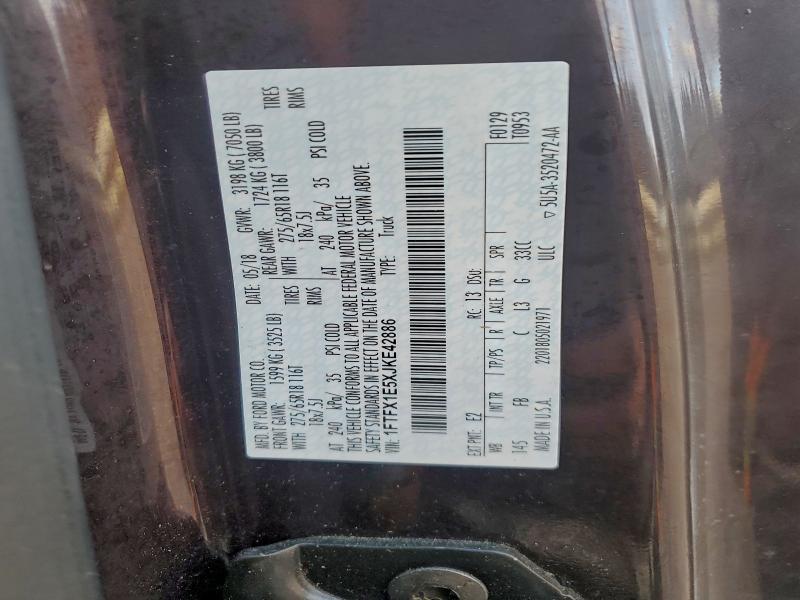 MFD. BY FORD MOTOR CO.
DATE: 05/18 GVWR: 3198 KG ( 7050 LB)
FRONT GAWR: 1599 KG ( 3525 LB) REAR GAWR: 1724 KG ( 3800 LB)
WITH 275/65R18 116T TIRES WITH 275/65R18 116T TIRES
18x7.5J RIMS 18x7.5J RIMS
AT 240 kPa/ 35 PSI COLD AT 240 kPa/ 35 PSI COLD
THIS VEHICLE CONFORMS TO ALL APPLICABLE FEDERAL MOTOR VEHICLE
SAFETY STANDARDS IN EFFECT ON THE DATE OF MANUFACTURE SHOWN ABOVE.
VIN: 1FTFX1E5XJKE42886 TYPE: Truck
EXT PNT: E2 RC: 13 DSO: F0129
WB INT TR TP/PS R AXLE TR SPR T0953
145 FB C L3 G 33CC
MADE IN U.S.A. 220180502197I ULC ▽ 5U5A-3520472-AA